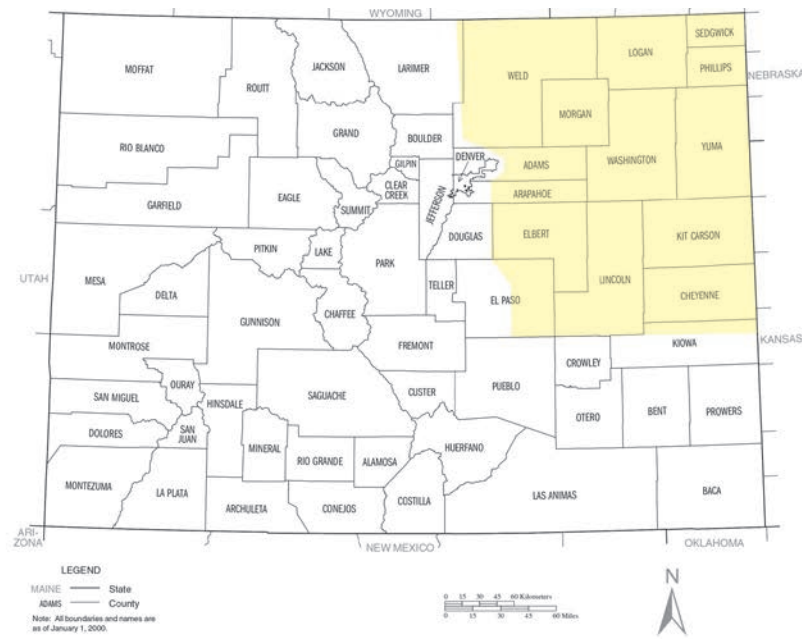 WYOMING
NEBRASKA
UTAH
KANSAS
ARI-
ZONA
NEW MEXICO
OKLAHOMA
MOFFAT
ROUTT
JACKSON
LARIMER
WELD
LOGAN
SEDGWICK
PHILLIPS
MORGAN
GRAND
BOULDER
RIO BLANCO
GILPIN
DENVER
ADAMS
WASHINGTON
YUMA
CLEAR
CREEK
JEFFERSON
ARAPAHOE
EAGLE
SUMMIT
GARFIELD
DOUGLAS
ELBERT
KIT CARSON
PITKIN
LAKE
PARK
MESA
DELTA
TELLER
EL PASO
LINCOLN
CHEYENNE
GUNNISON
CHAFFEE
MONTROSE
FREMONT
CROWLEY
KIOWA
OURAY
SAN MIGUEL
HINSDALE
SAGUACHE
CUSTER
PUEBLO
OTERO
BENT
PROWERS
DOLORES
SAN
JUAN
MINERAL
RIO GRANDE
ALAMOSA
HUERFANO
MONTEZUMA
LA PLATA
ARCHULETA
CONEJOS
COSTILLA
LAS ANIMAS
BACA
LEGEND
MAINE State
ADAMS County
Note: All boundaries and names are
as of January 1, 2000.
0 15 30 45 60 Kilometers
0 15 30 45 60 Miles
N